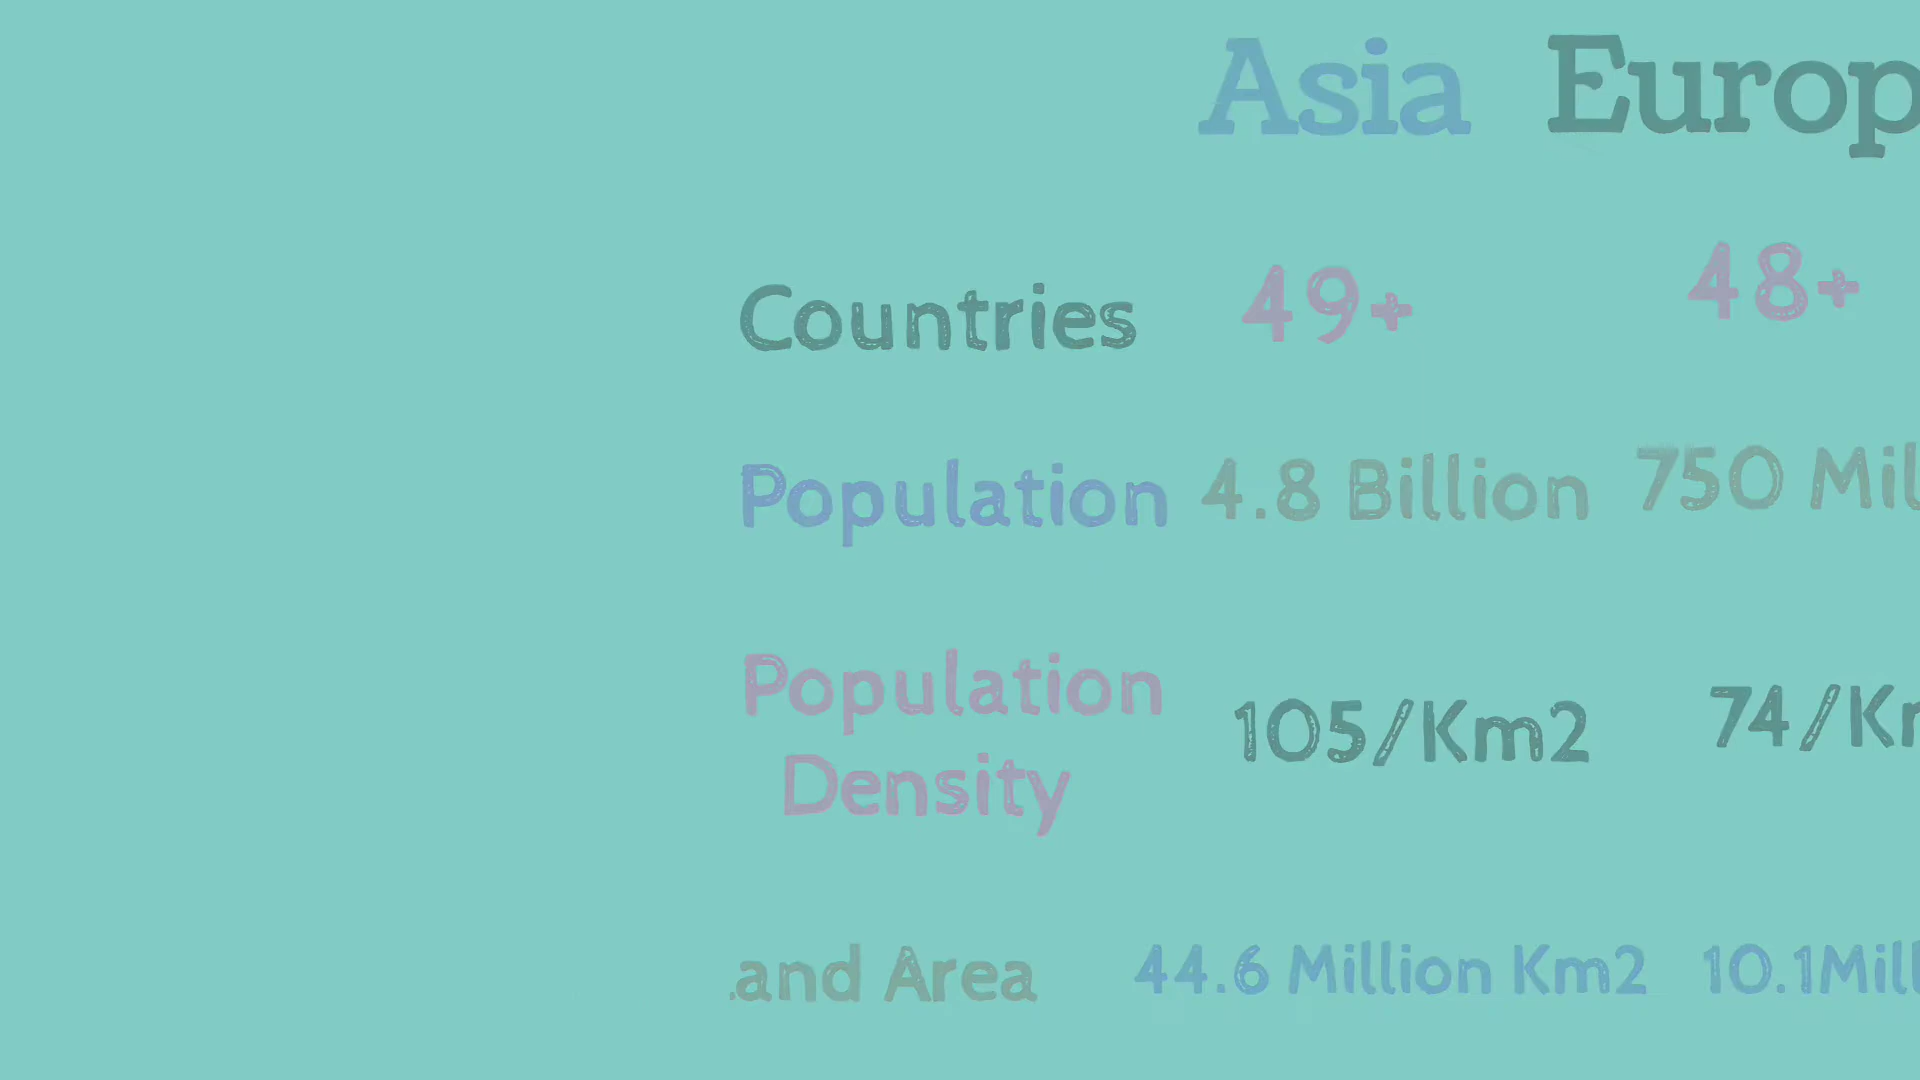 Asia Europ
Countries 49+ 48+
Population 4.8 Billion 750 Mil
Population
Density 105/Km2 74/K
and Area 44.6 Million Km2 10.1Mill